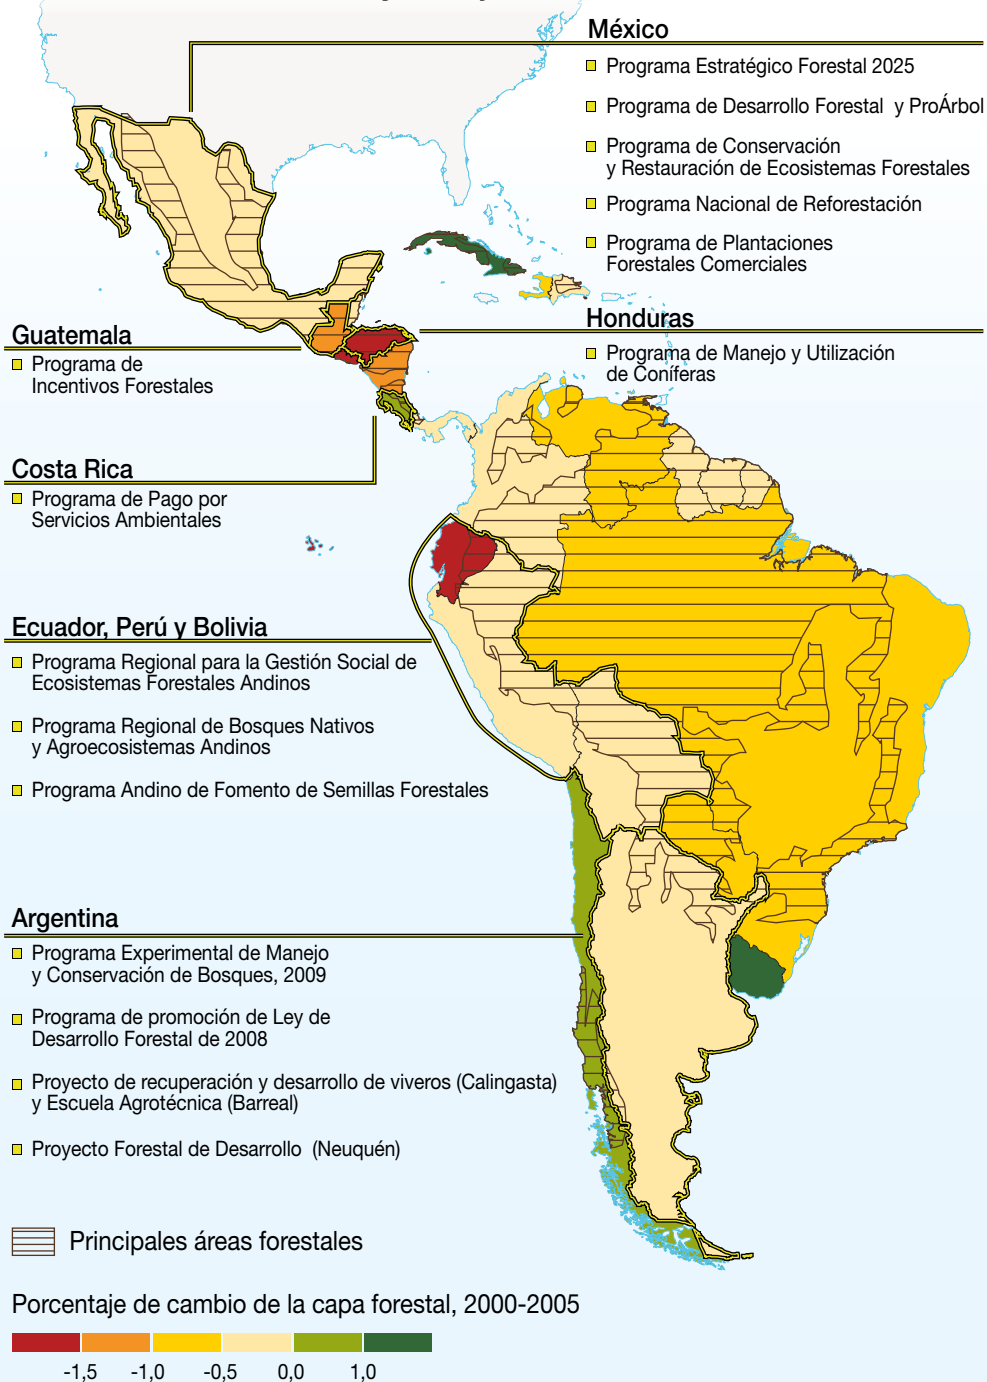 México
Programa Estratégico Forestal 2025
Programa de Desarrollo Forestal y ProÁrbol
Programa de Conservación
y Restauración de Ecosistemas Forestales
Programa Nacional de Reforestación
Programa de Plantaciones
Forestales Comerciales
Honduras
Programa de Manejo y Utilización
de Coníferas
Guatemala
Programa de
Incentivos Forestales
Costa Rica
Programa de Pago por
Servicios Ambientales
Ecuador, Perú y Bolivia
Programa Regional para la Gestión Social de
Ecosistemas Forestales Andinos
Programa Regional de Bosques Nativos
y Agroecosistemas Andinos
Programa Andino de Fomento de Semillas Forestales
Argentina
Programa Experimental de Manejo
y Conservación de Bosques, 2009
Programa de promoción de Ley de
Desarrollo Forestal de 2008
Proyecto de recuperación y desarrollo de viveros (Calingasta)
y Escuela Agrotécnica (Barreal)
Proyecto Forestal de Desarrollo (Neuquén)
Principales áreas forestales
Porcentaje de cambio de la capa forestal, 2000-2005
-1,5 -1,0 -0,5 0,0 1,0